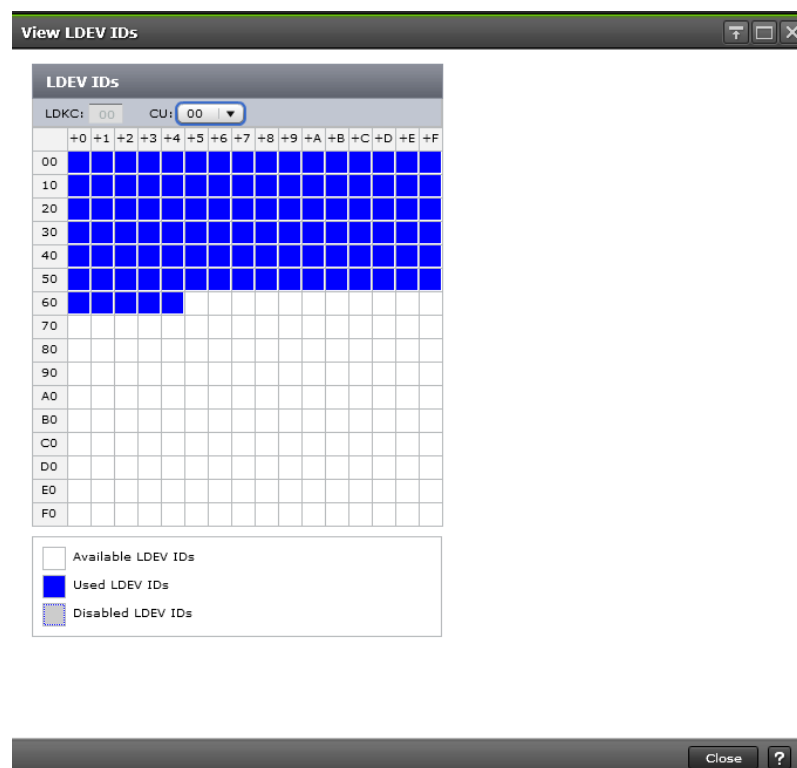 View LDEV IDs
LDEV IDs
LDKC: 00 CU: 00
+0 +1 +2 +3 +4 +5 +6 +7 +8 +9 +A +B +C +D +E +F
00
10
20
30
40
50
60
70
80
90
A0
B0
C0
D0
E0
F0
Available LDEV IDs
Used LDEV IDs
Disabled LDEV IDs
Close ?